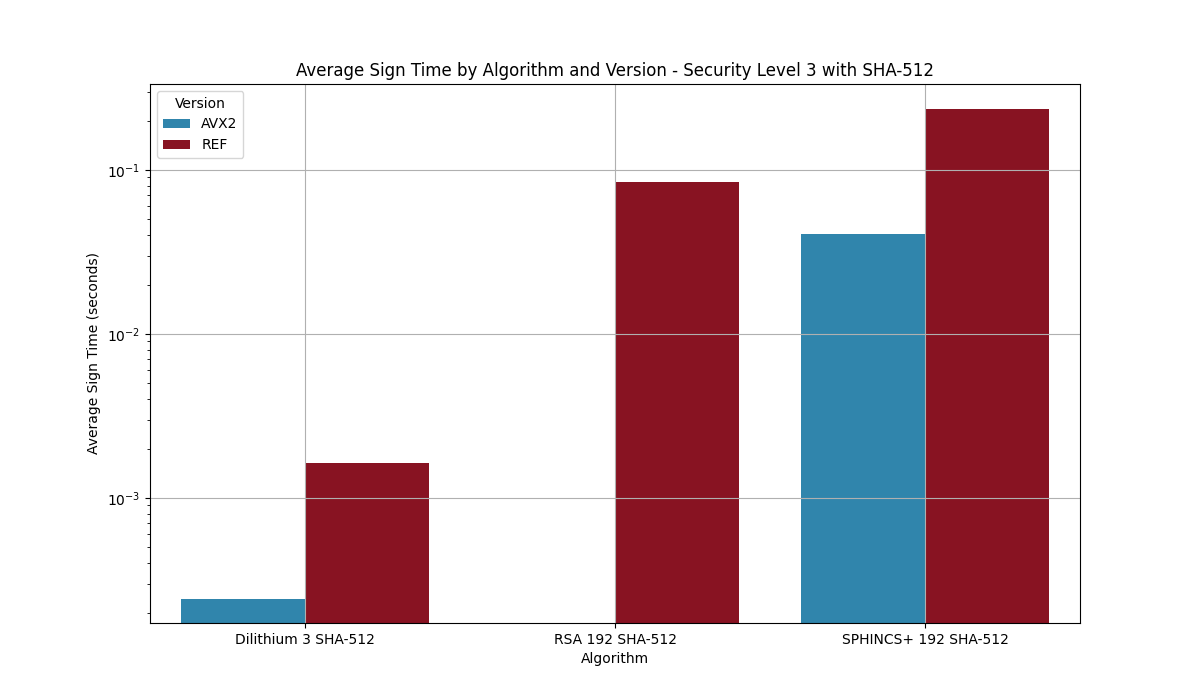 Average Sign Time by Algorithm and Version - Security Level 3 with SHA-512
Version
AVX2
REF
Average Sign Time (seconds)
10⁻¹
10⁻²
10⁻³
Dilithium 3 SHA-512
RSA 192 SHA-512
SPHINCS+ 192 SHA-512
Algorithm